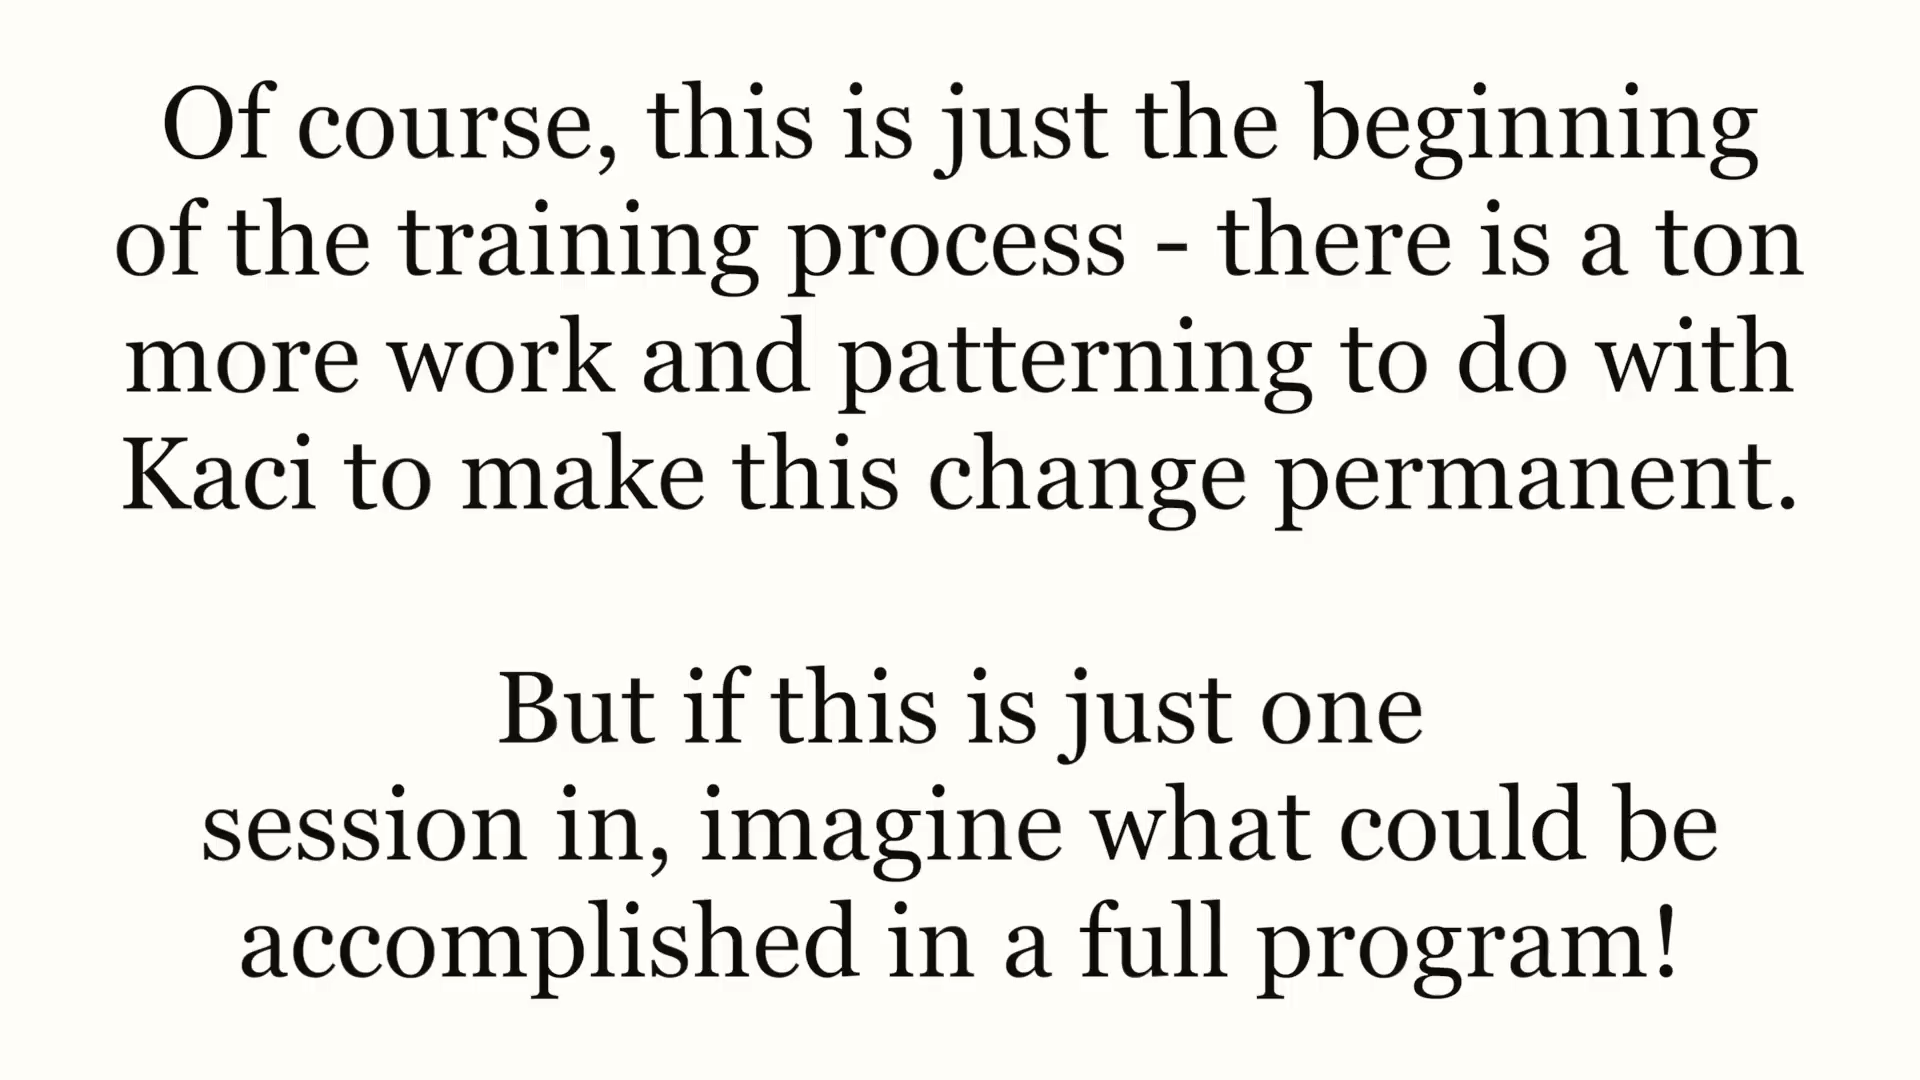 Of course, this is just the beginning
of the training process - there is a ton
more work and patterning to do with
Kaci to make this change permanent.
But if this is just one
session in, imagine what could be
accomplished in a full program!